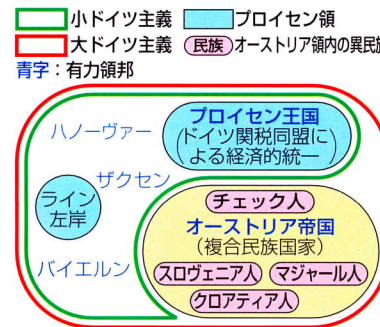 小ドイツ主義 プロイセン領
大ドイツ主義 民族 オーストリア領内の異民族
青字：有力領邦
プロイセン王国
(ドイツ関税同盟に
よる経済的統一)
ハノーヴァー
ザクセン
ライン
左岸
バイエルン
チェック人
オーストリア帝国
(複合民族国家)
スロヴェニア人 マジャール人
クロアティア人